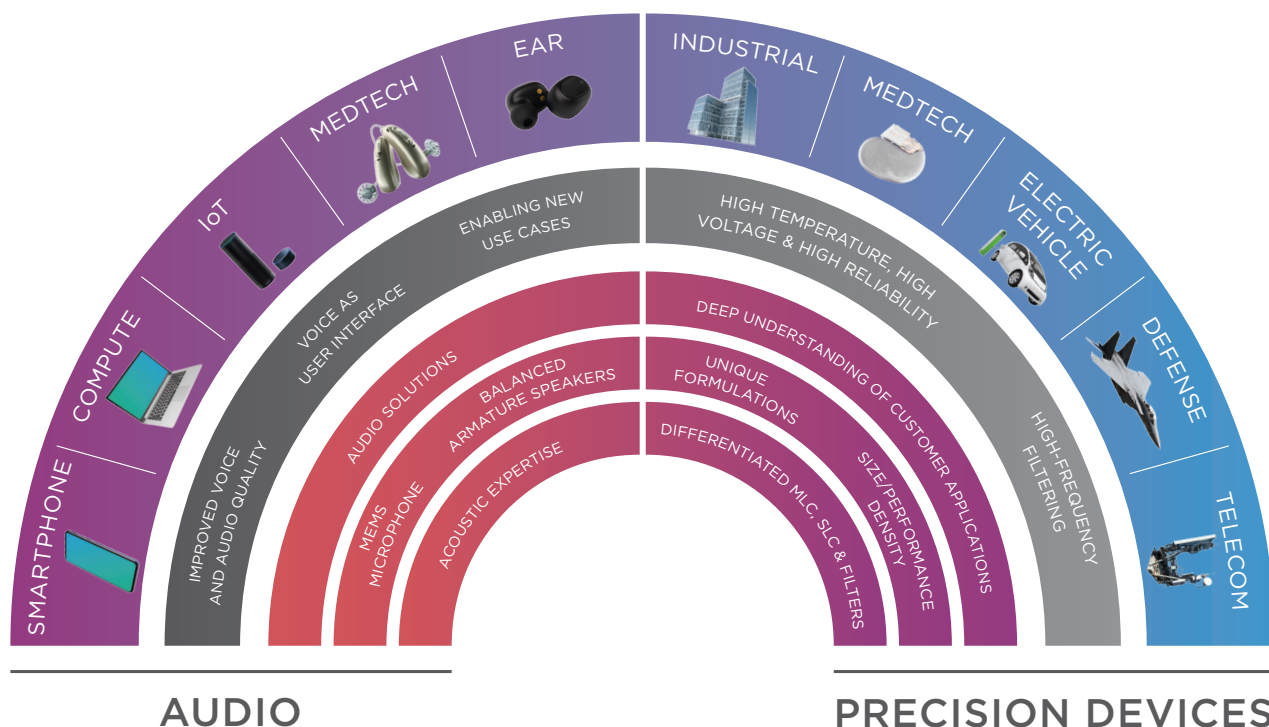 SMARTPHONE
COMPUTE
IoT
MEDTECH
EAR
INDUSTRIAL
MEDTECH
ELECTRIC
VEHICLE
DEFENSE
TELECOM
IMPROVED VOICE
AND AUDIO QUALITY
VOICE AS
USER INTERFACE
ENABLING NEW
USE CASES
HIGH TEMPERATURE, HIGH
VOLTAGE & HIGH RELIABILITY
HIGH-FREQUENCY
FILTERING
AUDIO SOLUTIONS
DEEP UNDERSTANDING OF CUSTOMER APPLICATIONS
MEMS
MICROPHONE
BALANCED
ARMATURE SPEAKERS
UNIQUE
FORMULATIONS
SIZE/PERFORMANCE
DENSITY
ACOUSTIC EXPERTISE
DIFFERENTIATED MLC, SLC & FILTERS
AUDIO
PRECISION DEVICES